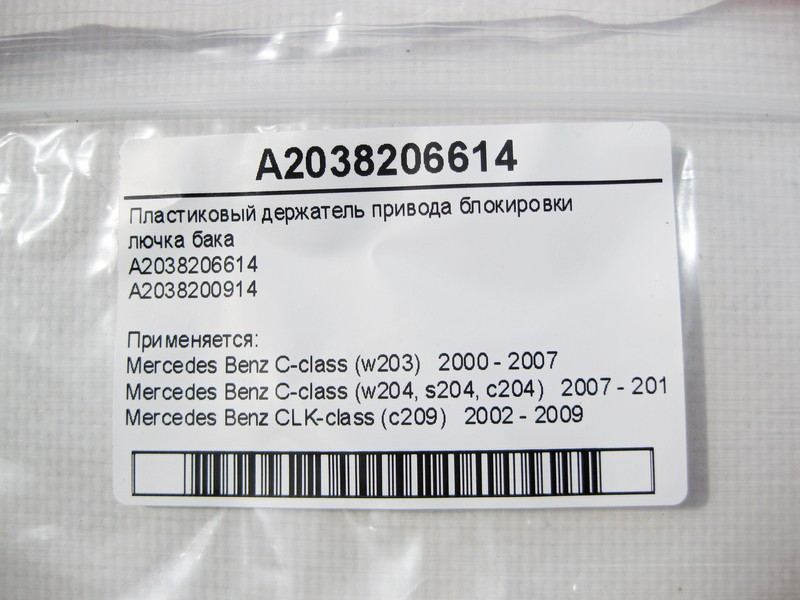 A2038206614
Пластиковый держатель привода блокировки
лючка бака
A2038206614
A2038200914
Применяется:
Mercedes Benz C-class (w203) 2000 - 2007
Mercedes Benz C-class (w204, s204, c204) 2007 - 201
Mercedes Benz CLK-class (c209) 2002 - 2009